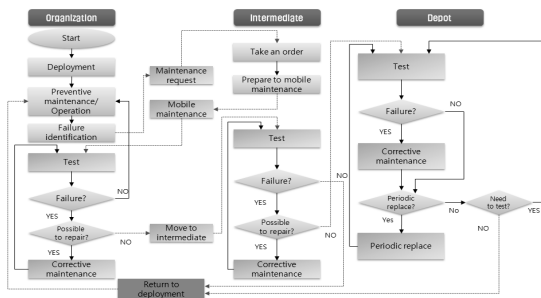 Organization
Start
Deployment
Preventive
maintenance/
Operation
Failure
identification
Test
Failure?
NO
YES
Possible
to repair?
NO
YES
Corrective
maintenance
Maintenance
request
Mobile
maintenance
Move to
intermediate
Return to
deployment
Intermediate
Take an order
Prepare to mobile
maintenance
Test
Failure?
NO
YES
Possible
to repair?
NO
YES
Corrective
maintenance
Depot
Test
Failure?
NO
YES
Corrective
maintenance
Periodic
replace?
No
Yes
Periodic replace
Need
to test?
YES
NO